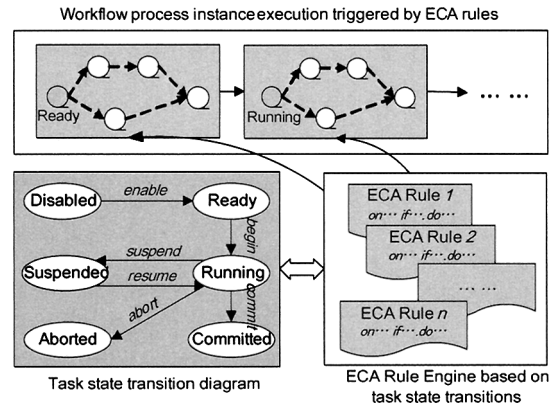 Workflow process instance execution triggered by ECA rules
Ready
Running
... ...
Disabled
enable
Ready
begin
suspend
Suspended
resume
Running
abort
commit
Aborted
Committed
ECA Rule 1
on··· if···.do···
ECA Rule 2
on··· if···.do···
... ...
ECA Rule n
on··· if···.do···
Task state transition diagram
ECA Rule Engine based on
task state transitions